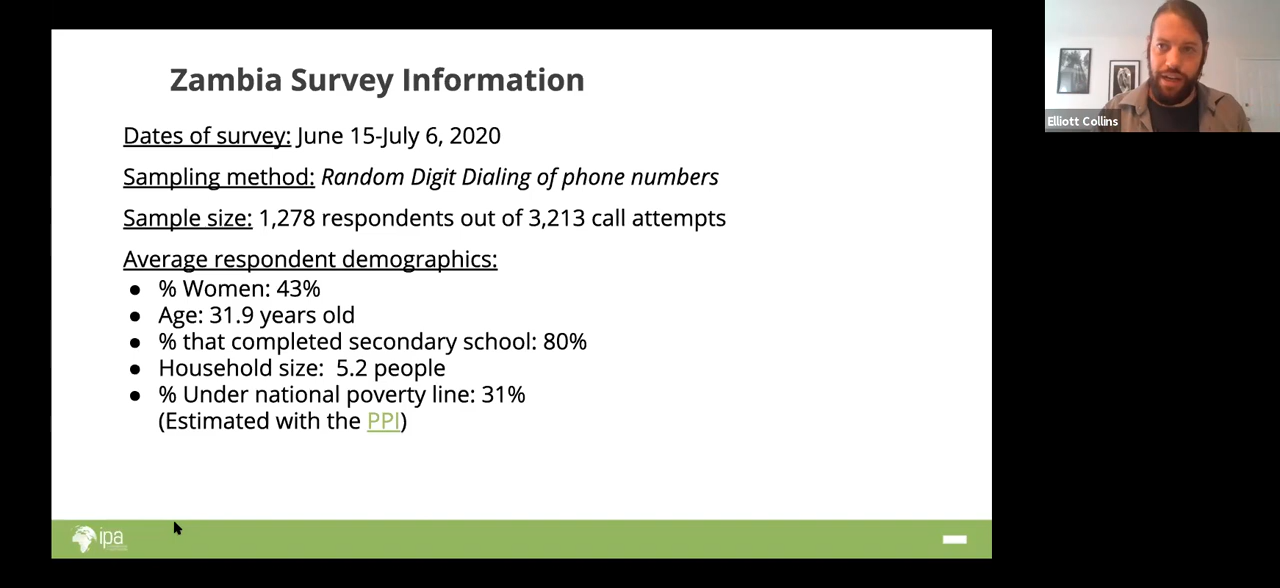 Zambia Survey Information
Dates of survey: June 15-July 6, 2020
Sampling method: Random Digit Dialing of phone numbers
Sample size: 1,278 respondents out of 3,213 call attempts
Average respondent demographics:
● % Women: 43%
● Age: 31.9 years old
● % that completed secondary school: 80%
● Household size: 5.2 people
● % Under national poverty line: 31%
(Estimated with the PPI)
ipa
Elliott Collins